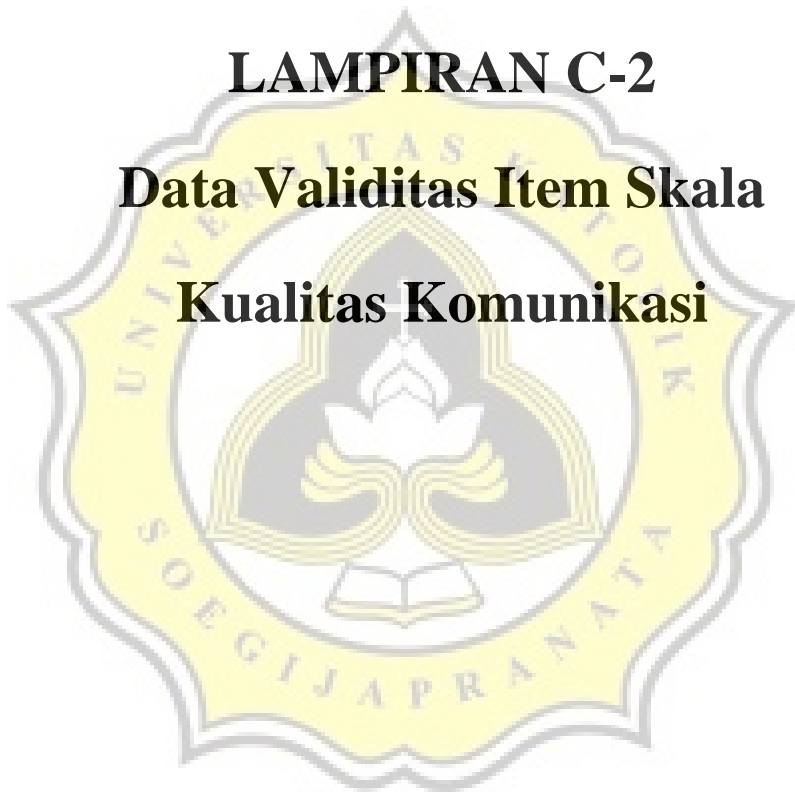 LAMPIRAN C-2
Data Validitas Item Skala
Kualitas Komunikasi
UNIVERSITAS KATOLIK
SOEGIJAPRANATA